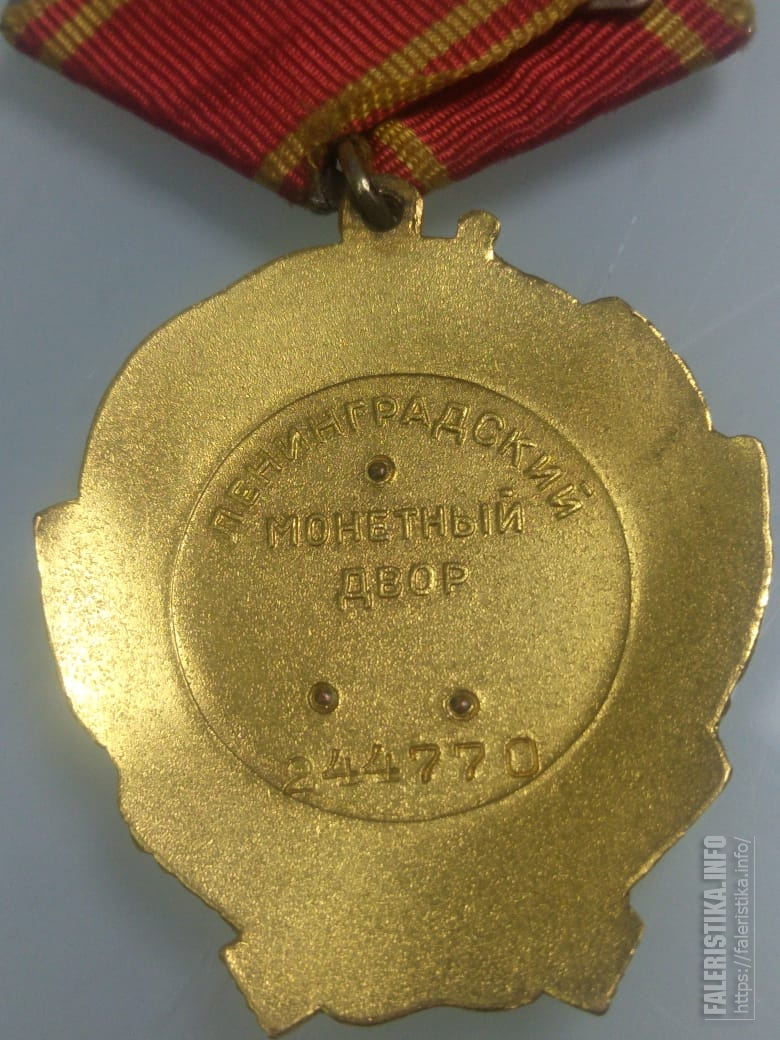 ЛЕНИНГРАДСКИЙ
МОНЕТНЫЙ
ДВОР
244770
FALERISTIKA.INFO
https://faleristika.info/